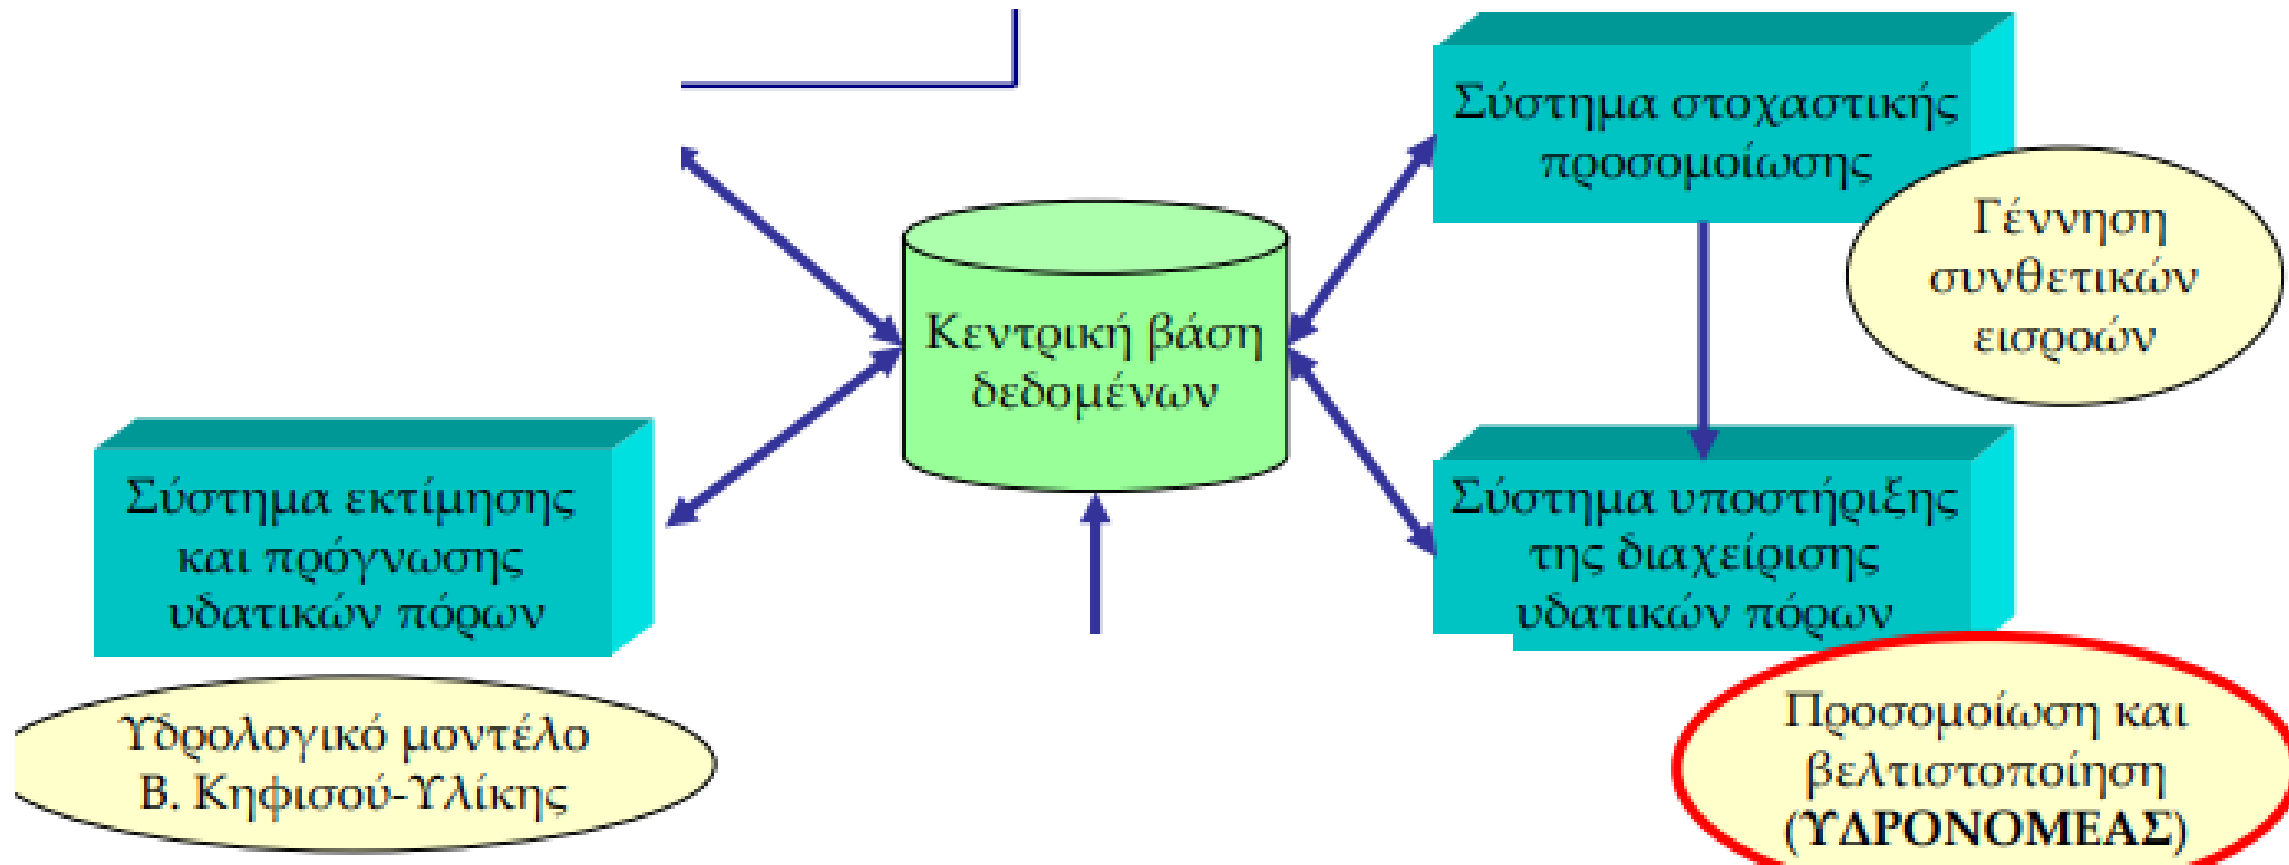 Σύστημα στοχαστικής
προσομοίωσης
Γέννηση
συνθετικών
εισροών
Κεντρική βάση
δεδομένων
Σύστημα εκτίμησης
και πρόγνωσης
υδατικών πόρων
Σύστημα υποστήριξης
της διαχείρισης
υδατικών πόρων
Υδρολογικό μοντέλο
Β. Κηφισού-Υλίκης
Προσομοίωση και
βελτιστοποίηση
(ΥΔΡΟΝΟΜΕΑΣ)